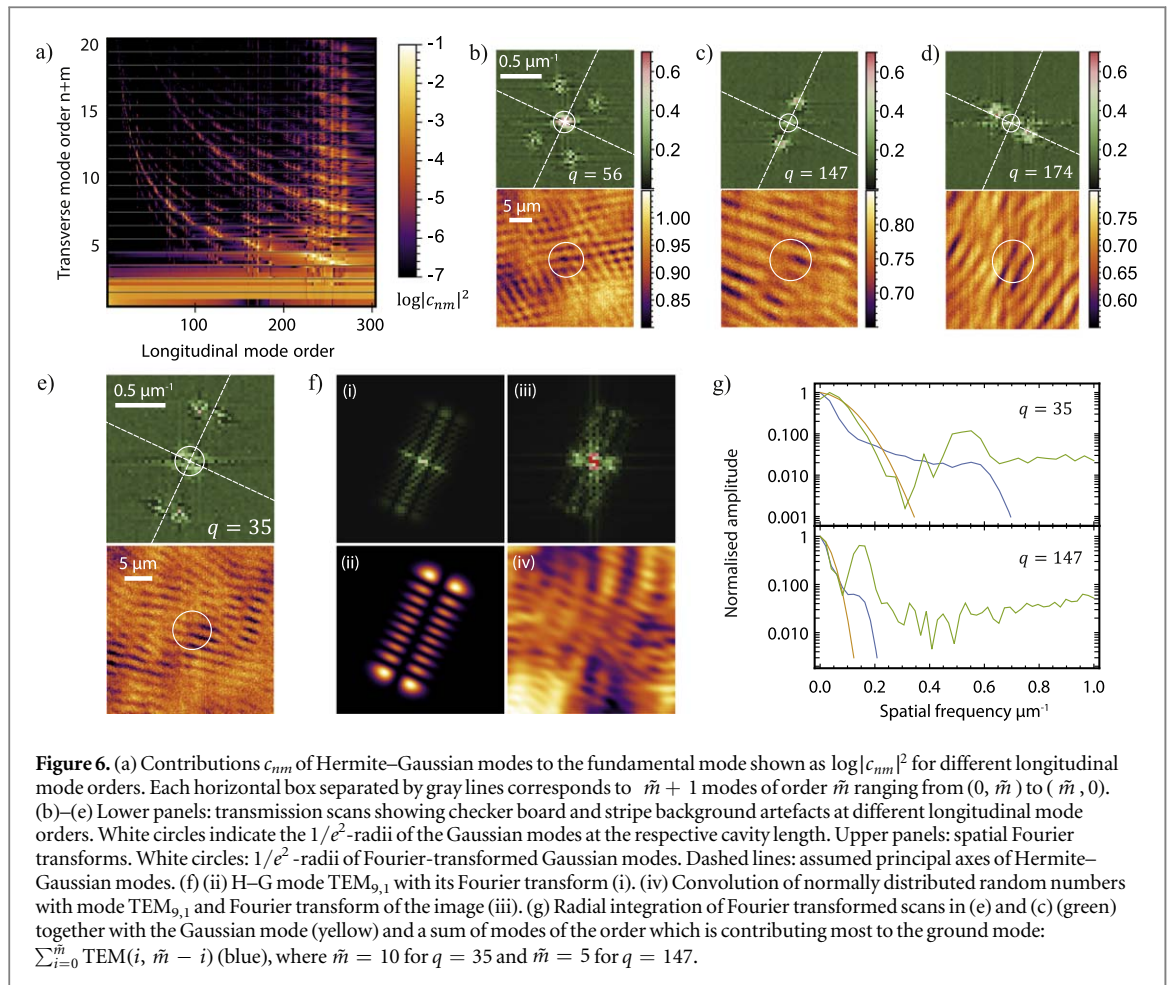 a)
Transverse mode order n+m
20
15
10
5
100
200
300
Longitudinal mode order
-1
-2
-3
-4
-5
-6
-7
log|c_nm|²
b)
0.5 µm⁻¹
q = 56
0.6
0.4
0.2
5 µm
1.00
0.95
0.90
0.85
c)
q = 147
0.6
0.4
0.2
0.80
0.75
0.70
d)
q = 174
0.6
0.4
0.2
0.75
0.70
0.65
0.60
e)
0.5 µm⁻¹
q = 35
5 µm
f)
(i)
(iii)
(ii)
(iv)
g)
Normalised amplitude
1
0.100
0.010
0.001
q = 35
1
0.100
0.010
q = 147
0.0
0.2
0.4
0.6
0.8
1.0
Spatial frequency µm⁻¹
Figure 6. (a) Contributions c_nm of Hermite–Gaussian modes to the fundamental mode shown as log|c_nm|² for different longitudinal
mode orders. Each horizontal box separated by gray lines corresponds to m̃ + 1 modes of order m̃ ranging from (0, m̃) to (m̃, 0).
(b)–(e) Lower panels: transmission scans showing checker board and stripe background artefacts at different longitudinal mode
orders. White circles indicate the 1/e²-radii of the Gaussian modes at the respective cavity length. Upper panels: spatial Fourier
transforms. White circles: 1/e² -radii of Fourier-transformed Gaussian modes. Dashed lines: assumed principal axes of Hermite–
Gaussian modes. (f) (ii) H–G mode TEM₉,₁ with its Fourier transform (i). (iv) Convolution of normally distributed random numbers
with mode TEM₉,₁ and Fourier transform of the image (iii). (g) Radial integration of Fourier transformed scans in (e) and (c) (green)
together with the Gaussian mode (yellow) and a sum of modes of the order which is contributing most to the ground mode:
∑_{i=0}^{m̃} TEM(i, m̃ − i) (blue), where m̃ = 10 for q = 35 and m̃ = 5 for q = 147.